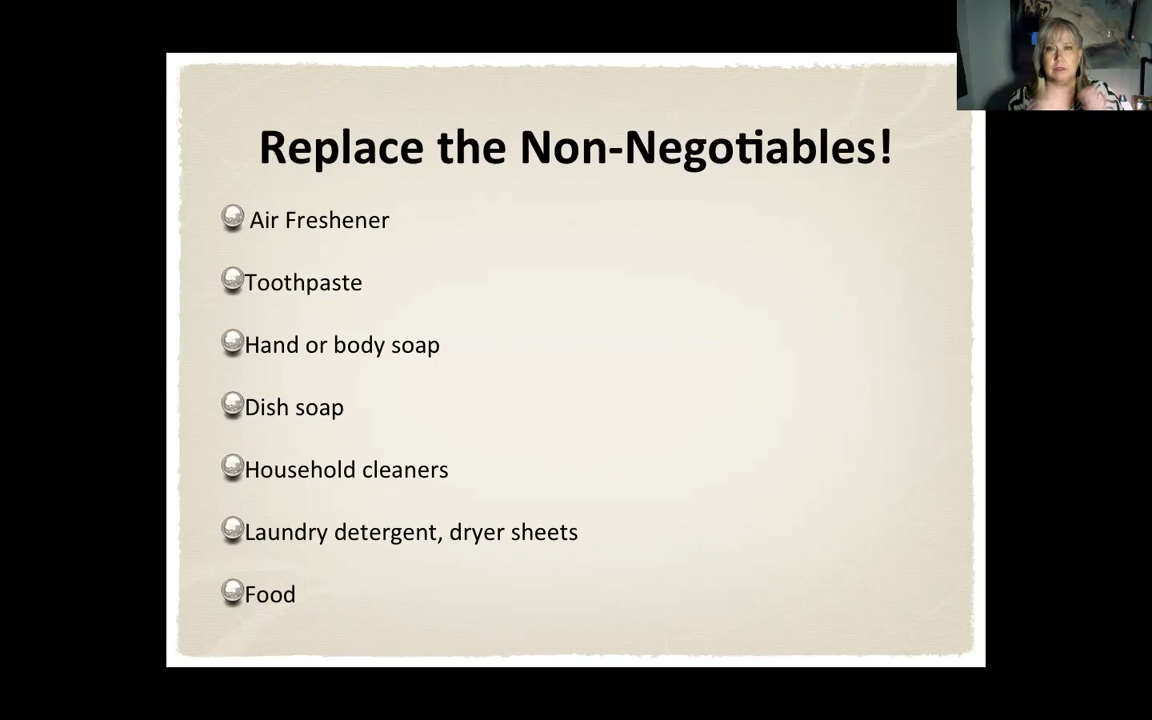 Replace the Non-Negotiables!
Air Freshener
Toothpaste
Hand or body soap
Dish soap
Household cleaners
Laundry detergent, dryer sheets
Food